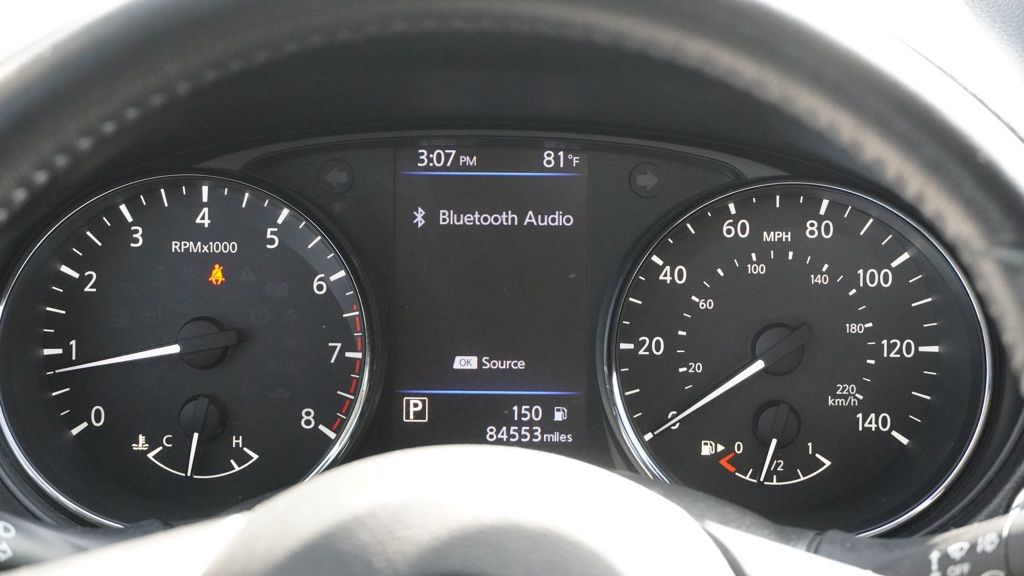 3:07 PM 81°F
Bluetooth Audio
OK Source
P
150
84553 miles
RPMx1000
0
1
2
3
4
5
6
7
8
C H
MPH
0
20
40
60
80
100
120
140
20
60
100
140
180
220
km/h
0 1/2 1
OFF